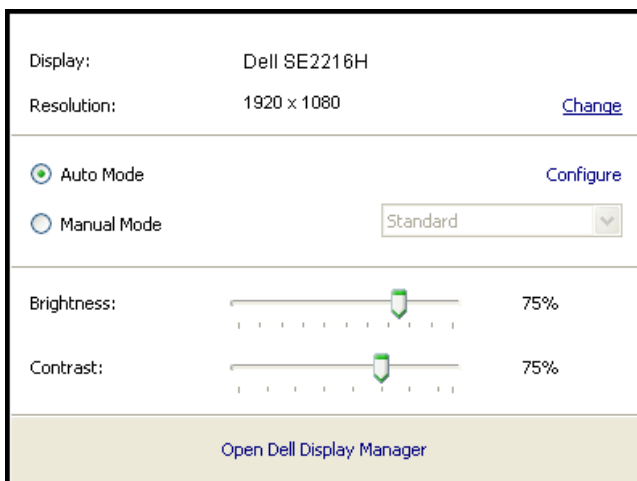 Display: Dell SE2216H
Resolution: 1920 x 1080 Change
Auto Mode Configure
Manual Mode Standard
Brightness: 75%
Contrast: 75%
Open Dell Display Manager